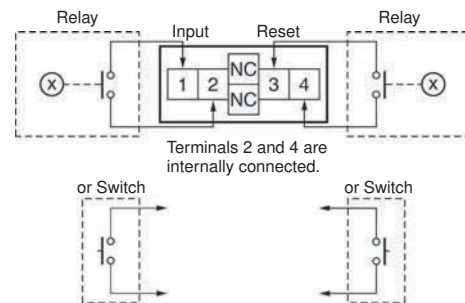 Relay
Input
Reset
Relay
X
1
2
NC
NC
3
4
X
Terminals 2 and 4 are
internally connected.
or Switch
or Switch